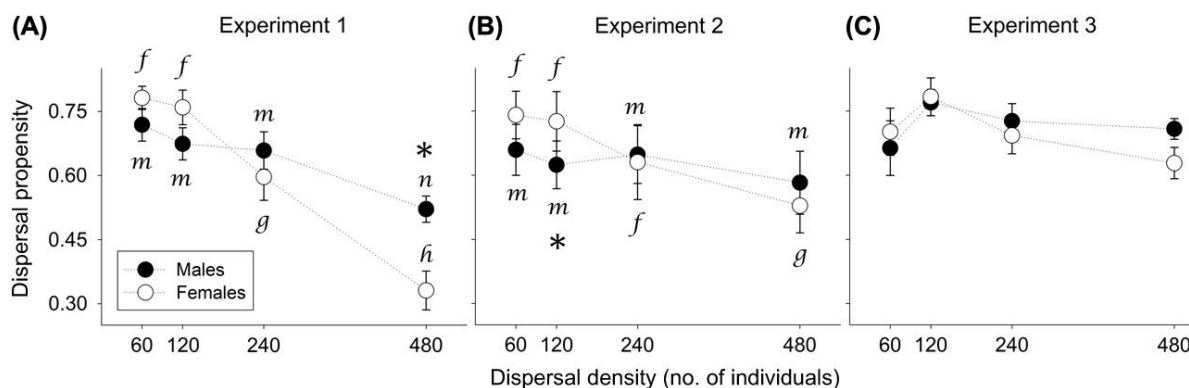 (A) Experiment 1 (B) Experiment 2 (C) Experiment 3
f f f f
0.75 m m
m * m
0.60 m m n m m
g * f
0.45 h g
Males
Females
0.30
60 120 240 480 60 120 240 480 60 120 240 480
Dispersal propensity
Dispersal density (no. of individuals)